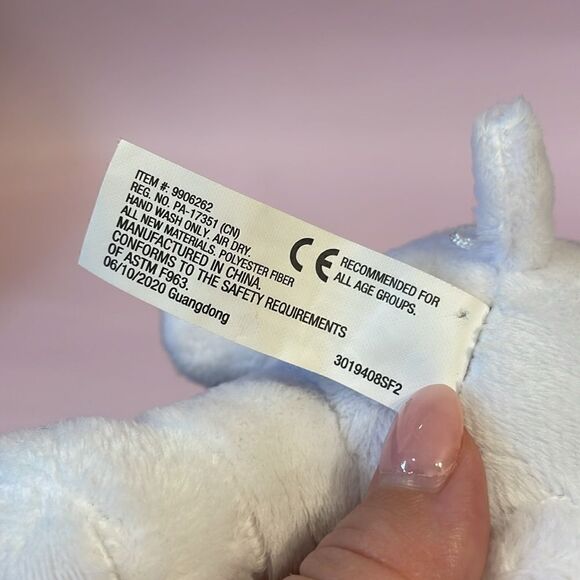 ITEM #: 9906262
REG. NO. PA-17351 (CN)
HAND WASH ONLY. AIR DRY.
ALL NEW MATERIALS. POLYESTER FIBER
MANUFACTURED IN CHINA.
CONFORMS TO THE SAFETY REQUIREMENTS
OF ASTM F963.
06/10/2020 Guangdong
CE
RECOMMENDED FOR
ALL AGE GROUPS.
3019408SF2